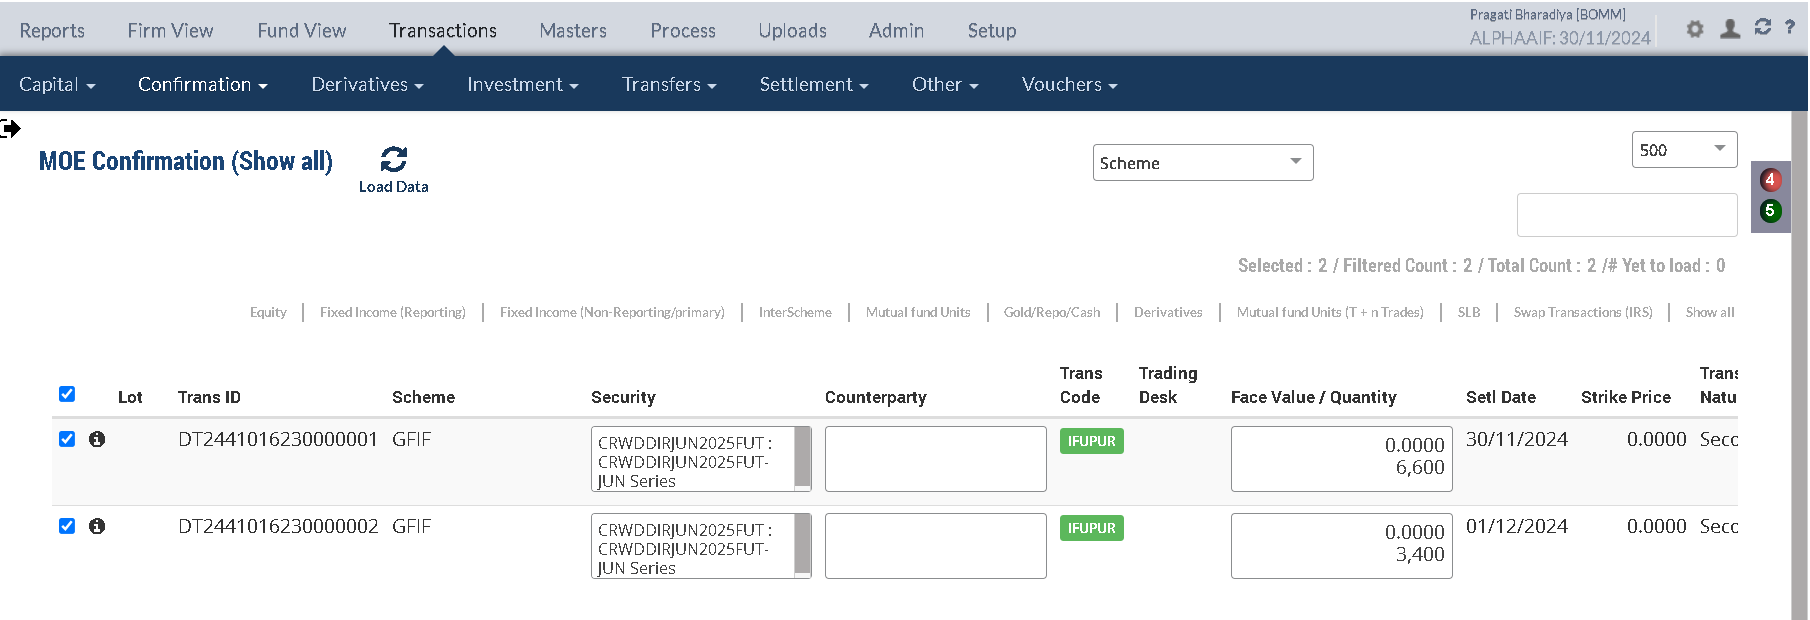 Reports Firm View Fund View Transactions Masters Process Uploads Admin Setup
Pragati Bharadiya [BOMM]
ALPHAAIF: 30/11/2024
?
Capital Confirmation Derivatives Investment Transfers Settlement Other Vouchers
MOE Confirmation (Show all)
Load Data
Scheme
500
4
5
Selected : 2 / Filtered Count : 2 / Total Count : 2 /# Yet to load : 0
Equity | Fixed Income (Reporting) | Fixed Income (Non-Reporting/primary) | InterScheme | Mutual fund Units | Gold/Repo/Cash | Derivatives | Mutual fund Units (T + n Trades) | SLB | Swap Transactions (IRS) | Show all
Lot Trans ID Scheme Security Counterparty Trans Code Trading Desk Face Value / Quantity Setl Date Strike Price Trans Natu
DT2441016230000001 GFIF CRWDDIRJUN2025FUT : IFUPUR 0.0000 30/11/2024 0.0000 Seco
CRWDDIRJUN2025FUT- 6,600
JUN Series
DT2441016230000002 GFIF CRWDDIRJUN2025FUT : IFUPUR 0.0000 01/12/2024 0.0000 Seco
CRWDDIRJUN2025FUT- 3,400
JUN Series